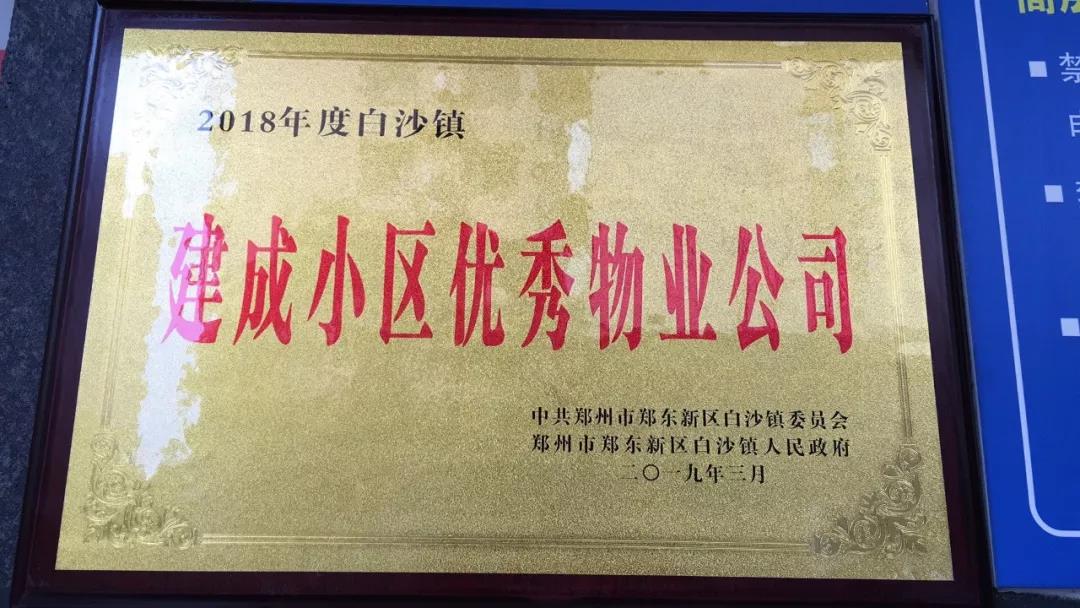 2018年度白沙镇
建成小区优秀物业公司
中共郑州市郑东新区白沙镇委员会
郑州市郑东新区白沙镇人民政府
二〇一九年三月
禁